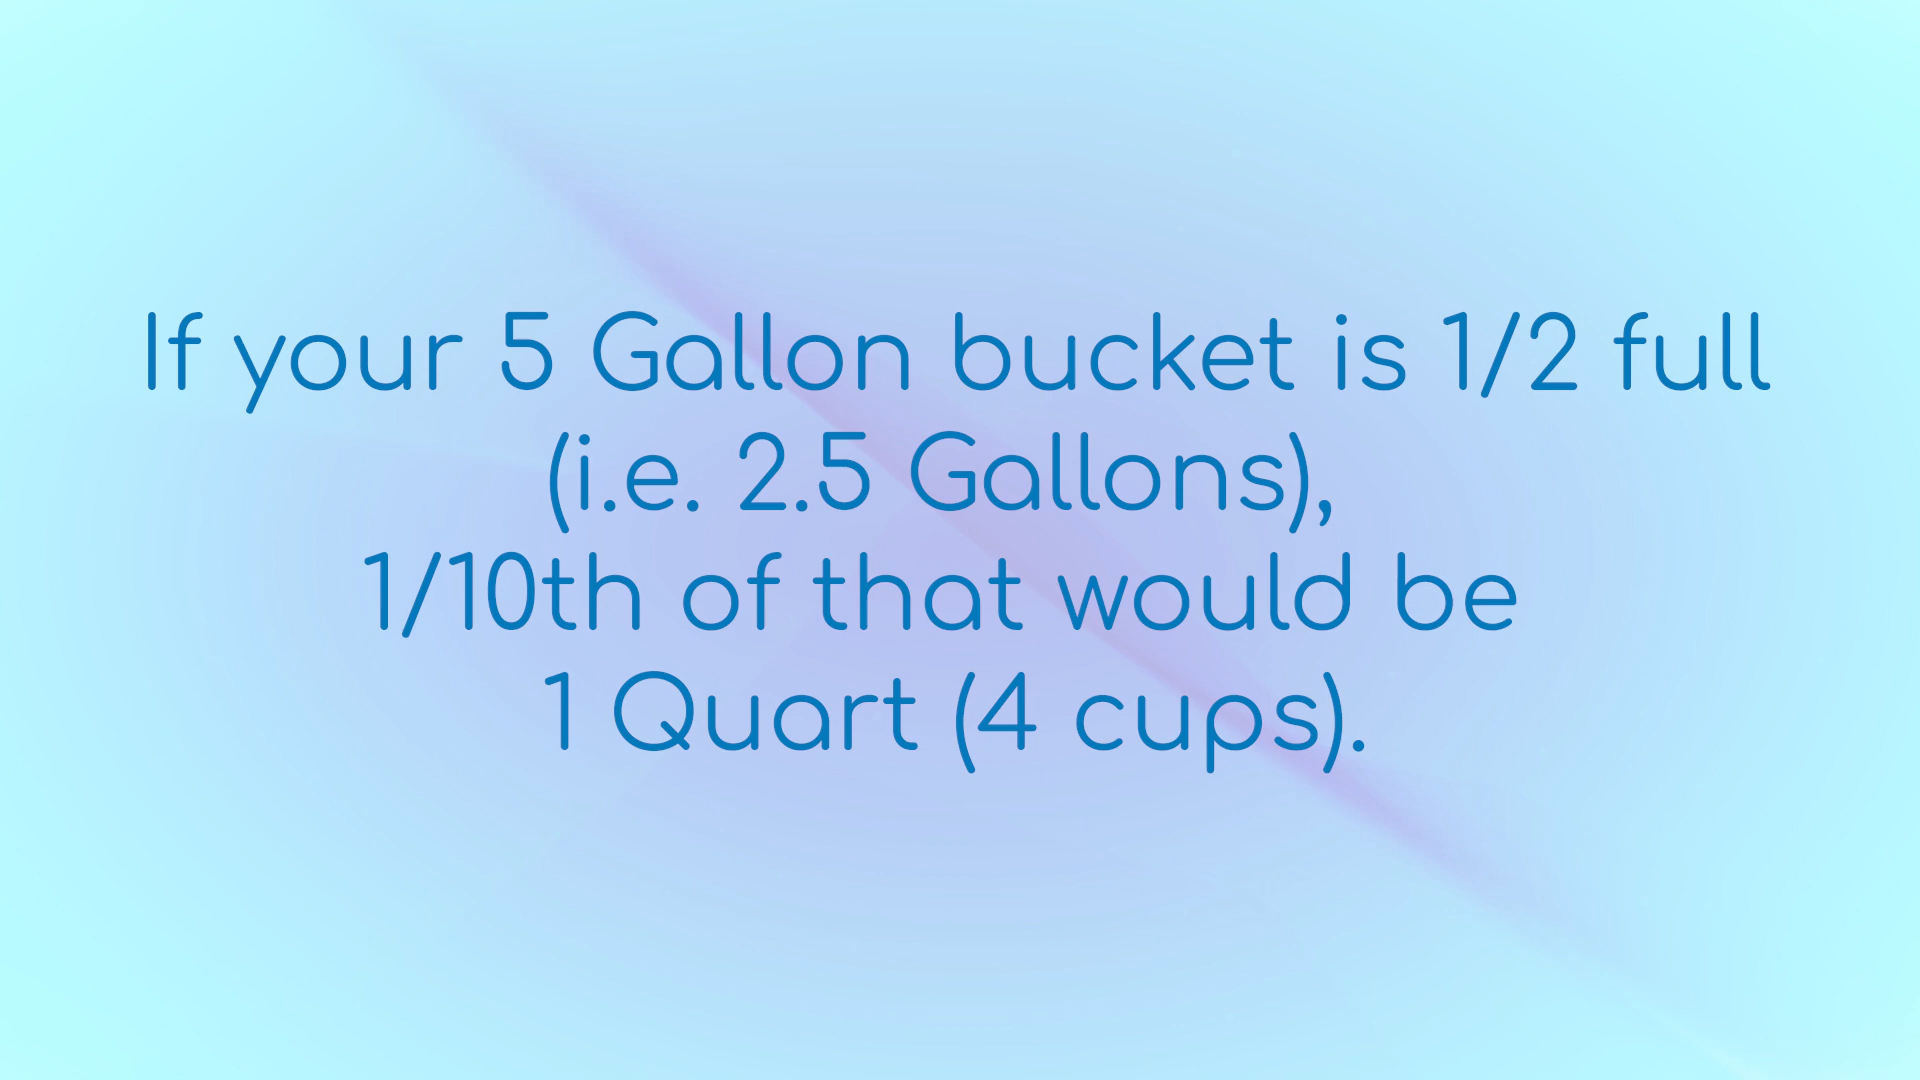 If your 5 Gallon bucket is 1/2 full
(i.e. 2.5 Gallons),
1/10th of that would be
1 Quart (4 cups).